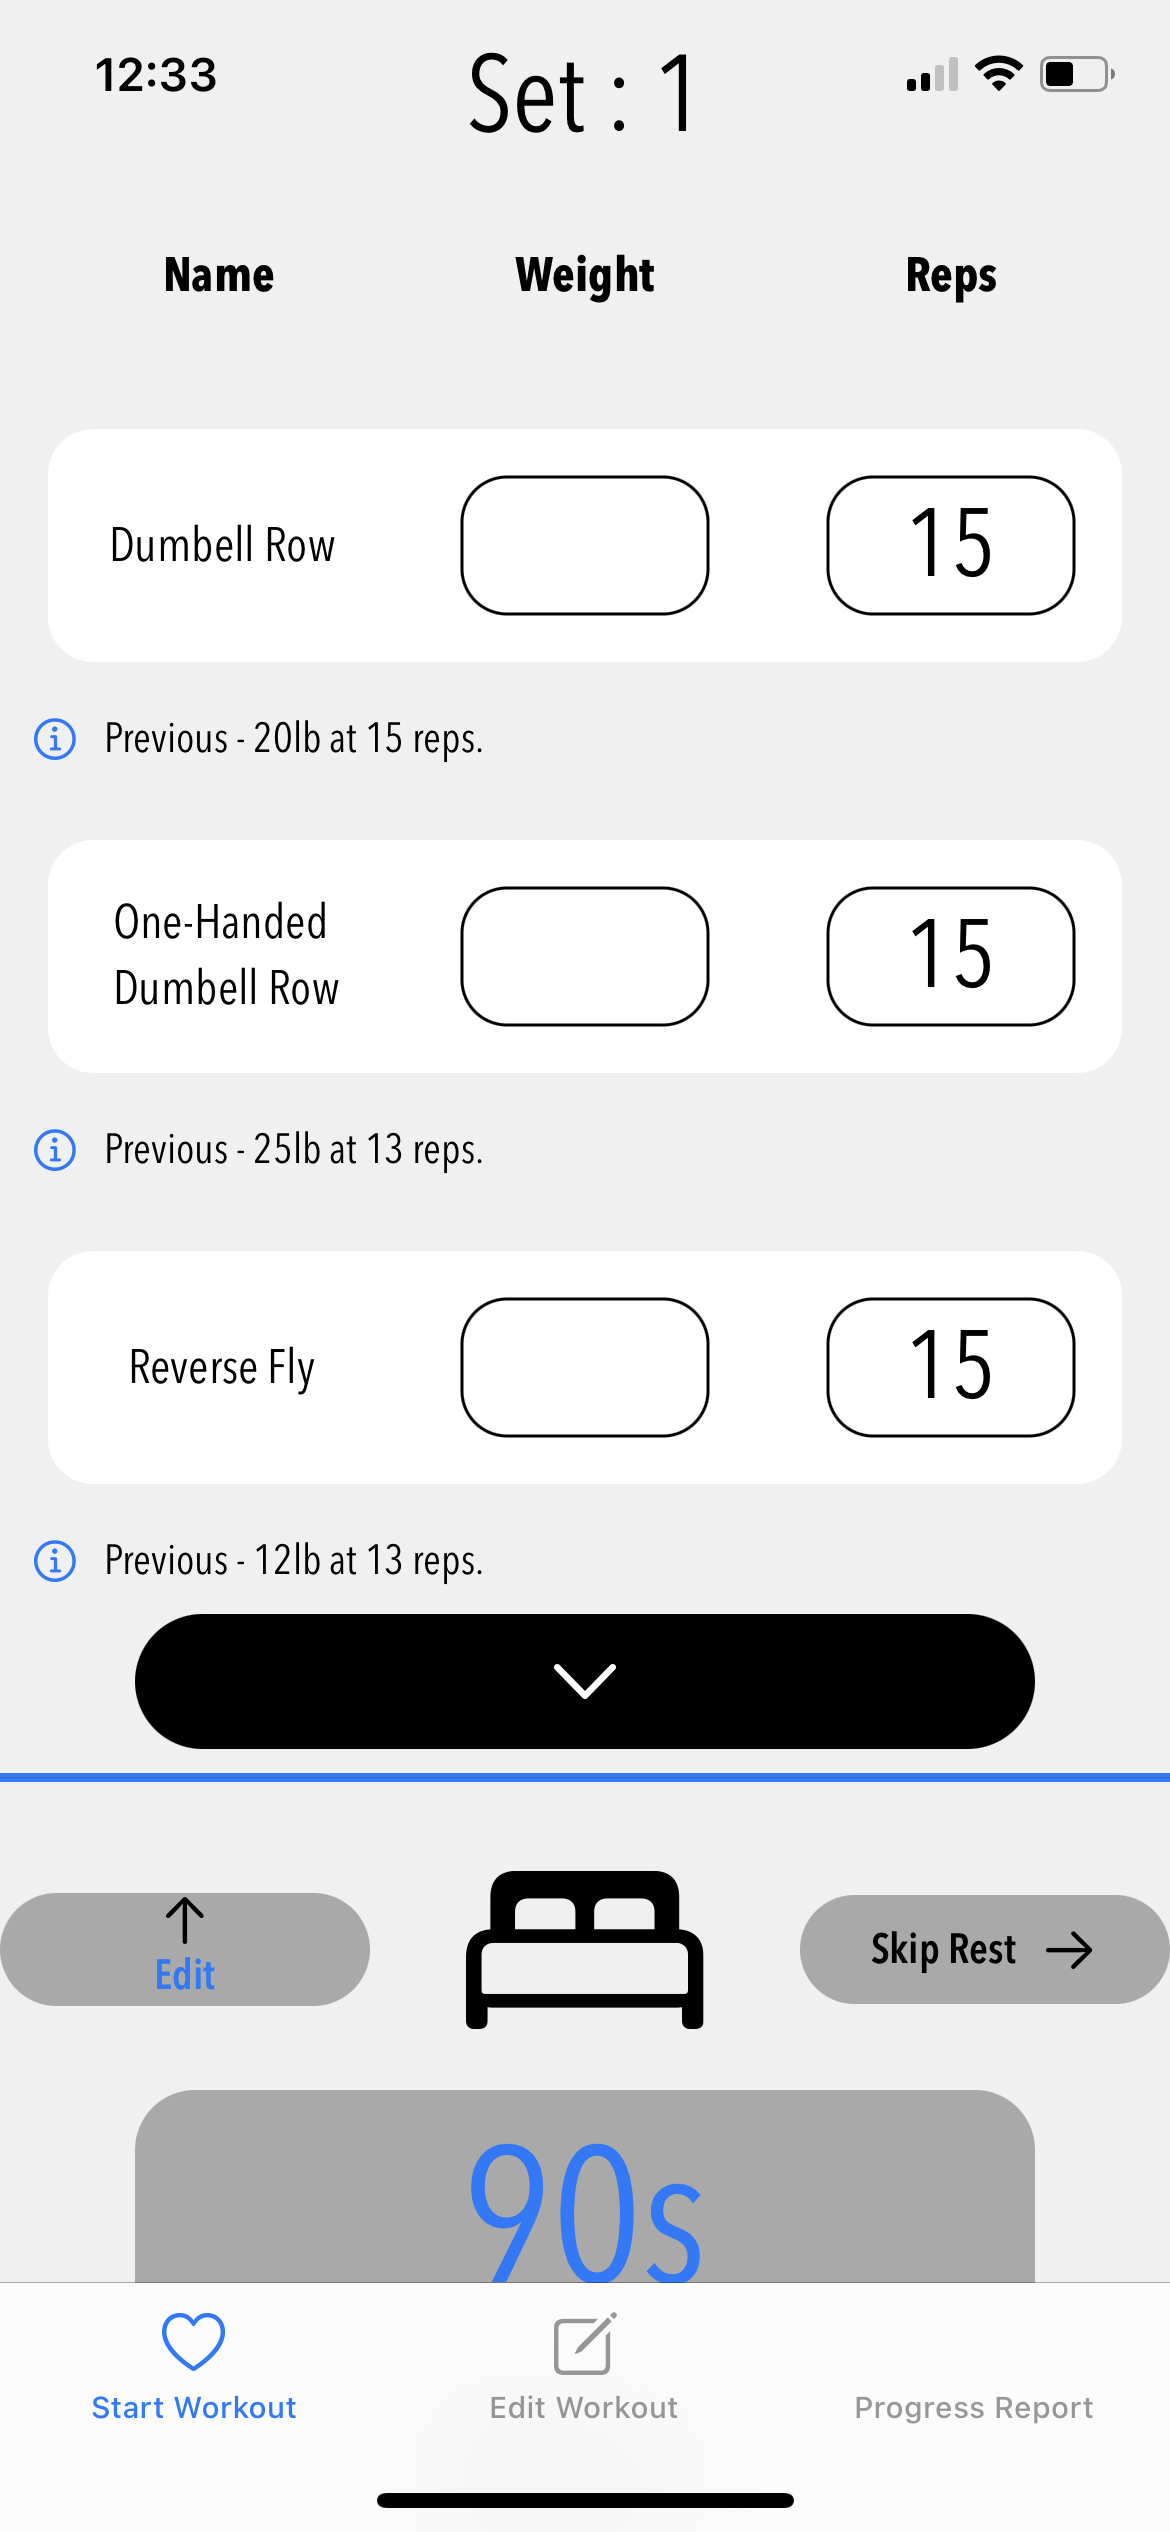 12:33
Set : 1
Name Weight Reps
Dumbell Row 15
Previous - 20lb at 15 reps.
One-Handed
Dumbell Row 15
Previous - 25lb at 13 reps.
Reverse Fly 15
Previous - 12lb at 13 reps.
Edit
Skip Rest
90s
Start Workout Edit Workout Progress Report